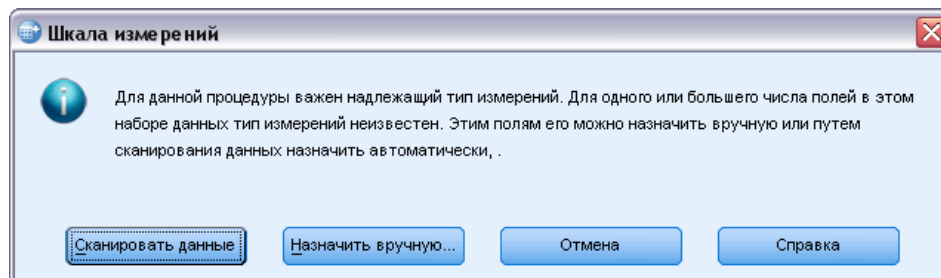 Шкала измерений
Для данной процедуры важен надлежащий тип измерений. Для одного или большего числа полей в этом
наборе данных тип измерений неизвестен. Этим полям его можно назначить вручную или путем
сканирования данных назначить автоматически, .
Сканировать данные Назначить вручную... Отмена Справка